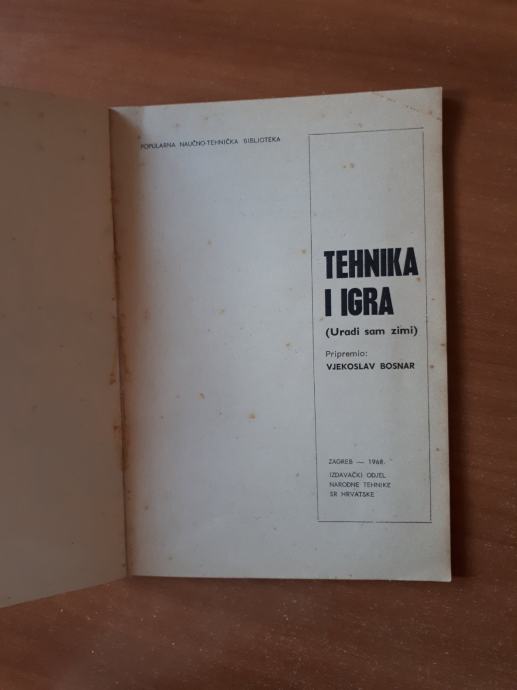 POPULARNA NAUČNO-TEHNIČKA BIBLIOTEKA
TEHNIKA
I IGRA
(Uradi sam zimi)
Pripremio:
VJEKOSLAV BOSNAR
ZAGREB — 1968.
IZDAVAČKI ODJEL
NARODNE TEHNIKE
SR HRVATSKE